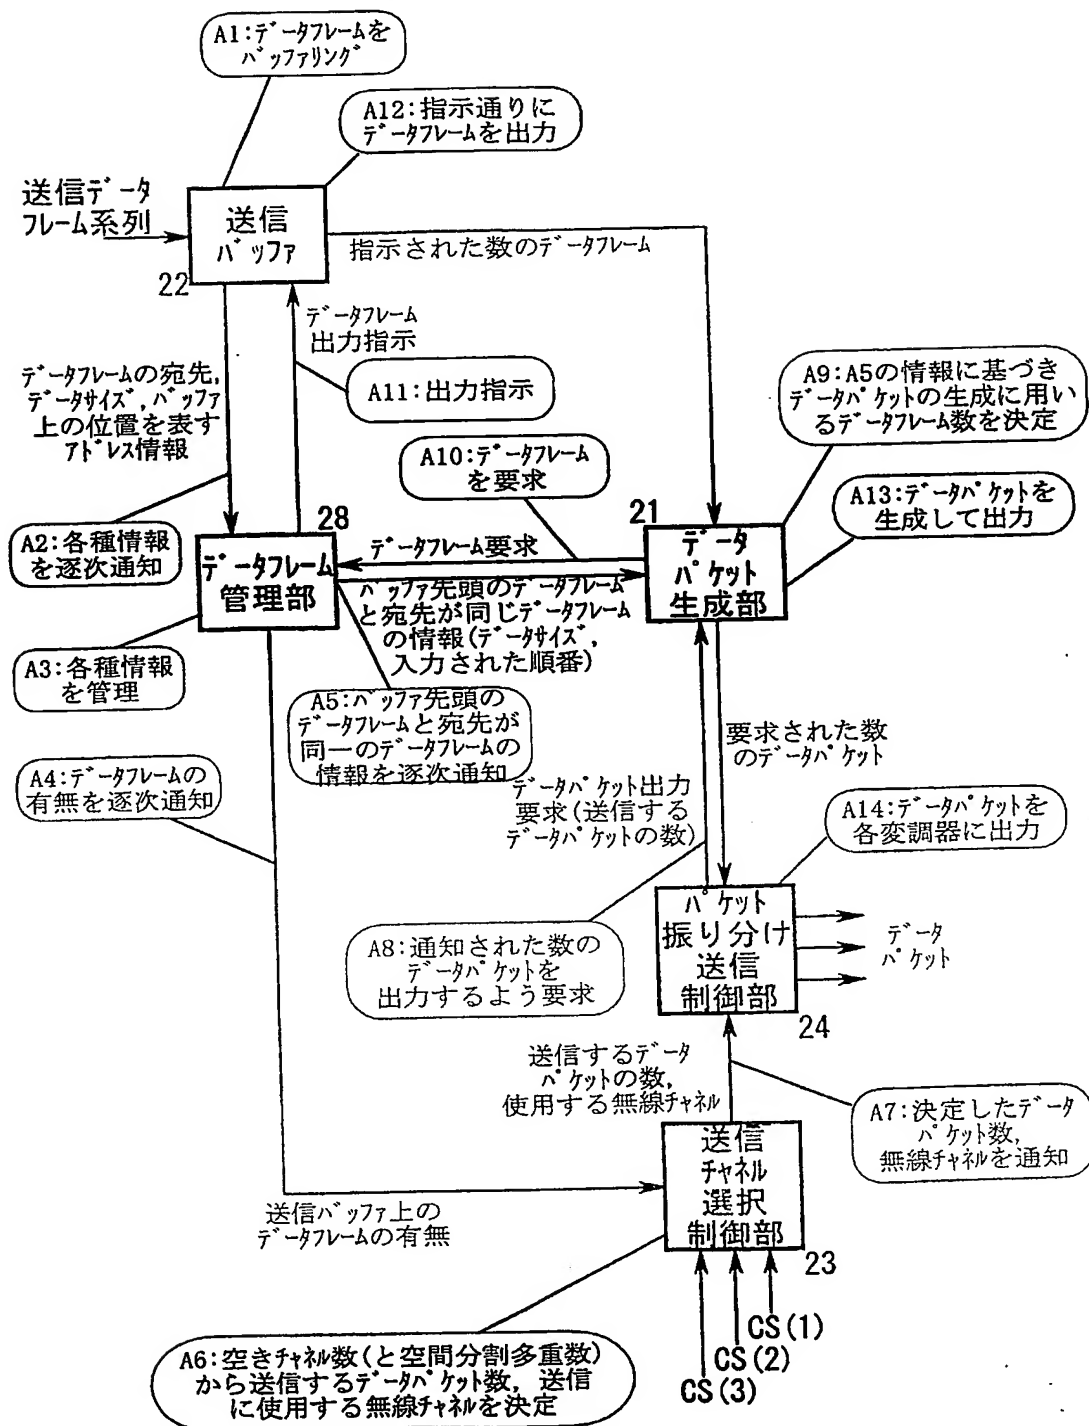 A1:データフレームを
バッファリング
A12:指示通りに
データフレームを出力
送信データ
フレーム系列
送信
バッファ
22
指示された数のデータフレーム
データフレーム
出力指示
A11:出力指示
データフレームの宛先,
データサイズ,バッファ
上の位置を表す
アドレス情報
A9:A5の情報に基づき
データパケットの生成に用い
るデータフレーム数を決定
A10:データフレーム
を要求
A13:データパケットを
生成して出力
A2:各種情報
を逐次通知
28
データフレーム
管理部
21
データ
パケット
生成部
データフレーム要求
バッファ先頭のデータフレーム
と宛先が同じデータフレーム
の情報(データサイズ,
入力された順番)
A3:各種情報
を管理
A5:バッファ先頭の
データフレームと宛先が
同一のデータフレームの
情報を逐次通知
A4:データフレームの
有無を逐次通知
要求された数
のデータパケット
データパケット出力
要求(送信する
データパケットの数)
A14:データパケットを
各変調器に出力
A8:通知された数の
データパケットを
出力するよう要求
パケット
振り分け
送信
制御部
24
データ
パケット
送信するデータ
パケットの数,
使用する無線チャネル
A7:決定したデータ
パケット数,
無線チャネルを通知
送信
チャネル
選択
制御部
23
送信バッファ上の
データフレームの有無
CS(1)
CS(2)
CS(3)
A6:空きチャネル数(と空間分割多重数)
から送信するデータパケット数, 送信
に使用する無線チャネルを決定